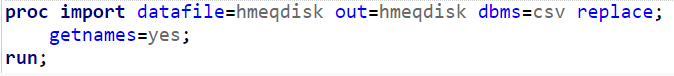 proc import datafile=hmeqdisk out=hmeqdisk dbms=csv replace;
    getnames=yes;
run;